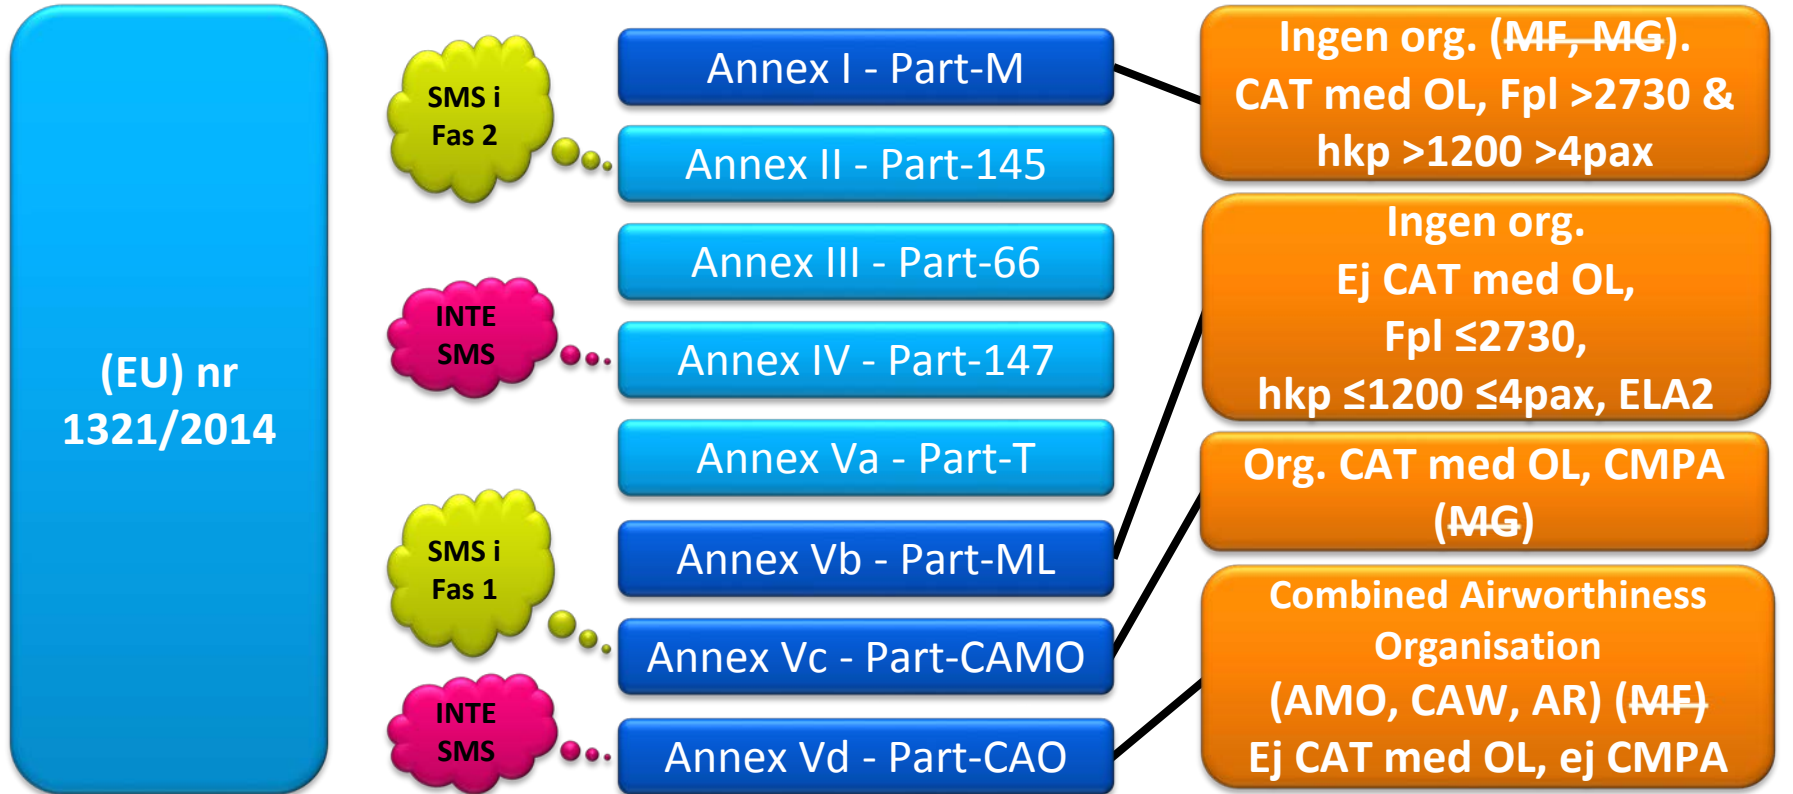 (EU) nr
1321/2014
SMS i
Fas 2
INTE
SMS
SMS i
Fas 1
INTE
SMS
Annex I - Part-M
Annex II - Part-145
Annex III - Part-66
Annex IV - Part-147
Annex Va - Part-T
Annex Vb - Part-ML
Annex Vc - Part-CAMO
Annex Vd - Part-CAO
Ingen org. (MF, MG).
CAT med OL, Fpl >2730 &
hkp >1200 >4pax
Ingen org.
Ej CAT med OL,
Fpl ≤2730,
hkp ≤1200 ≤4pax, ELA2
Org. CAT med OL, CMPA
(MG)
Combined Airworthiness
Organisation
(AMO, CAW, AR) (MF)
Ej CAT med OL, ej CMPA